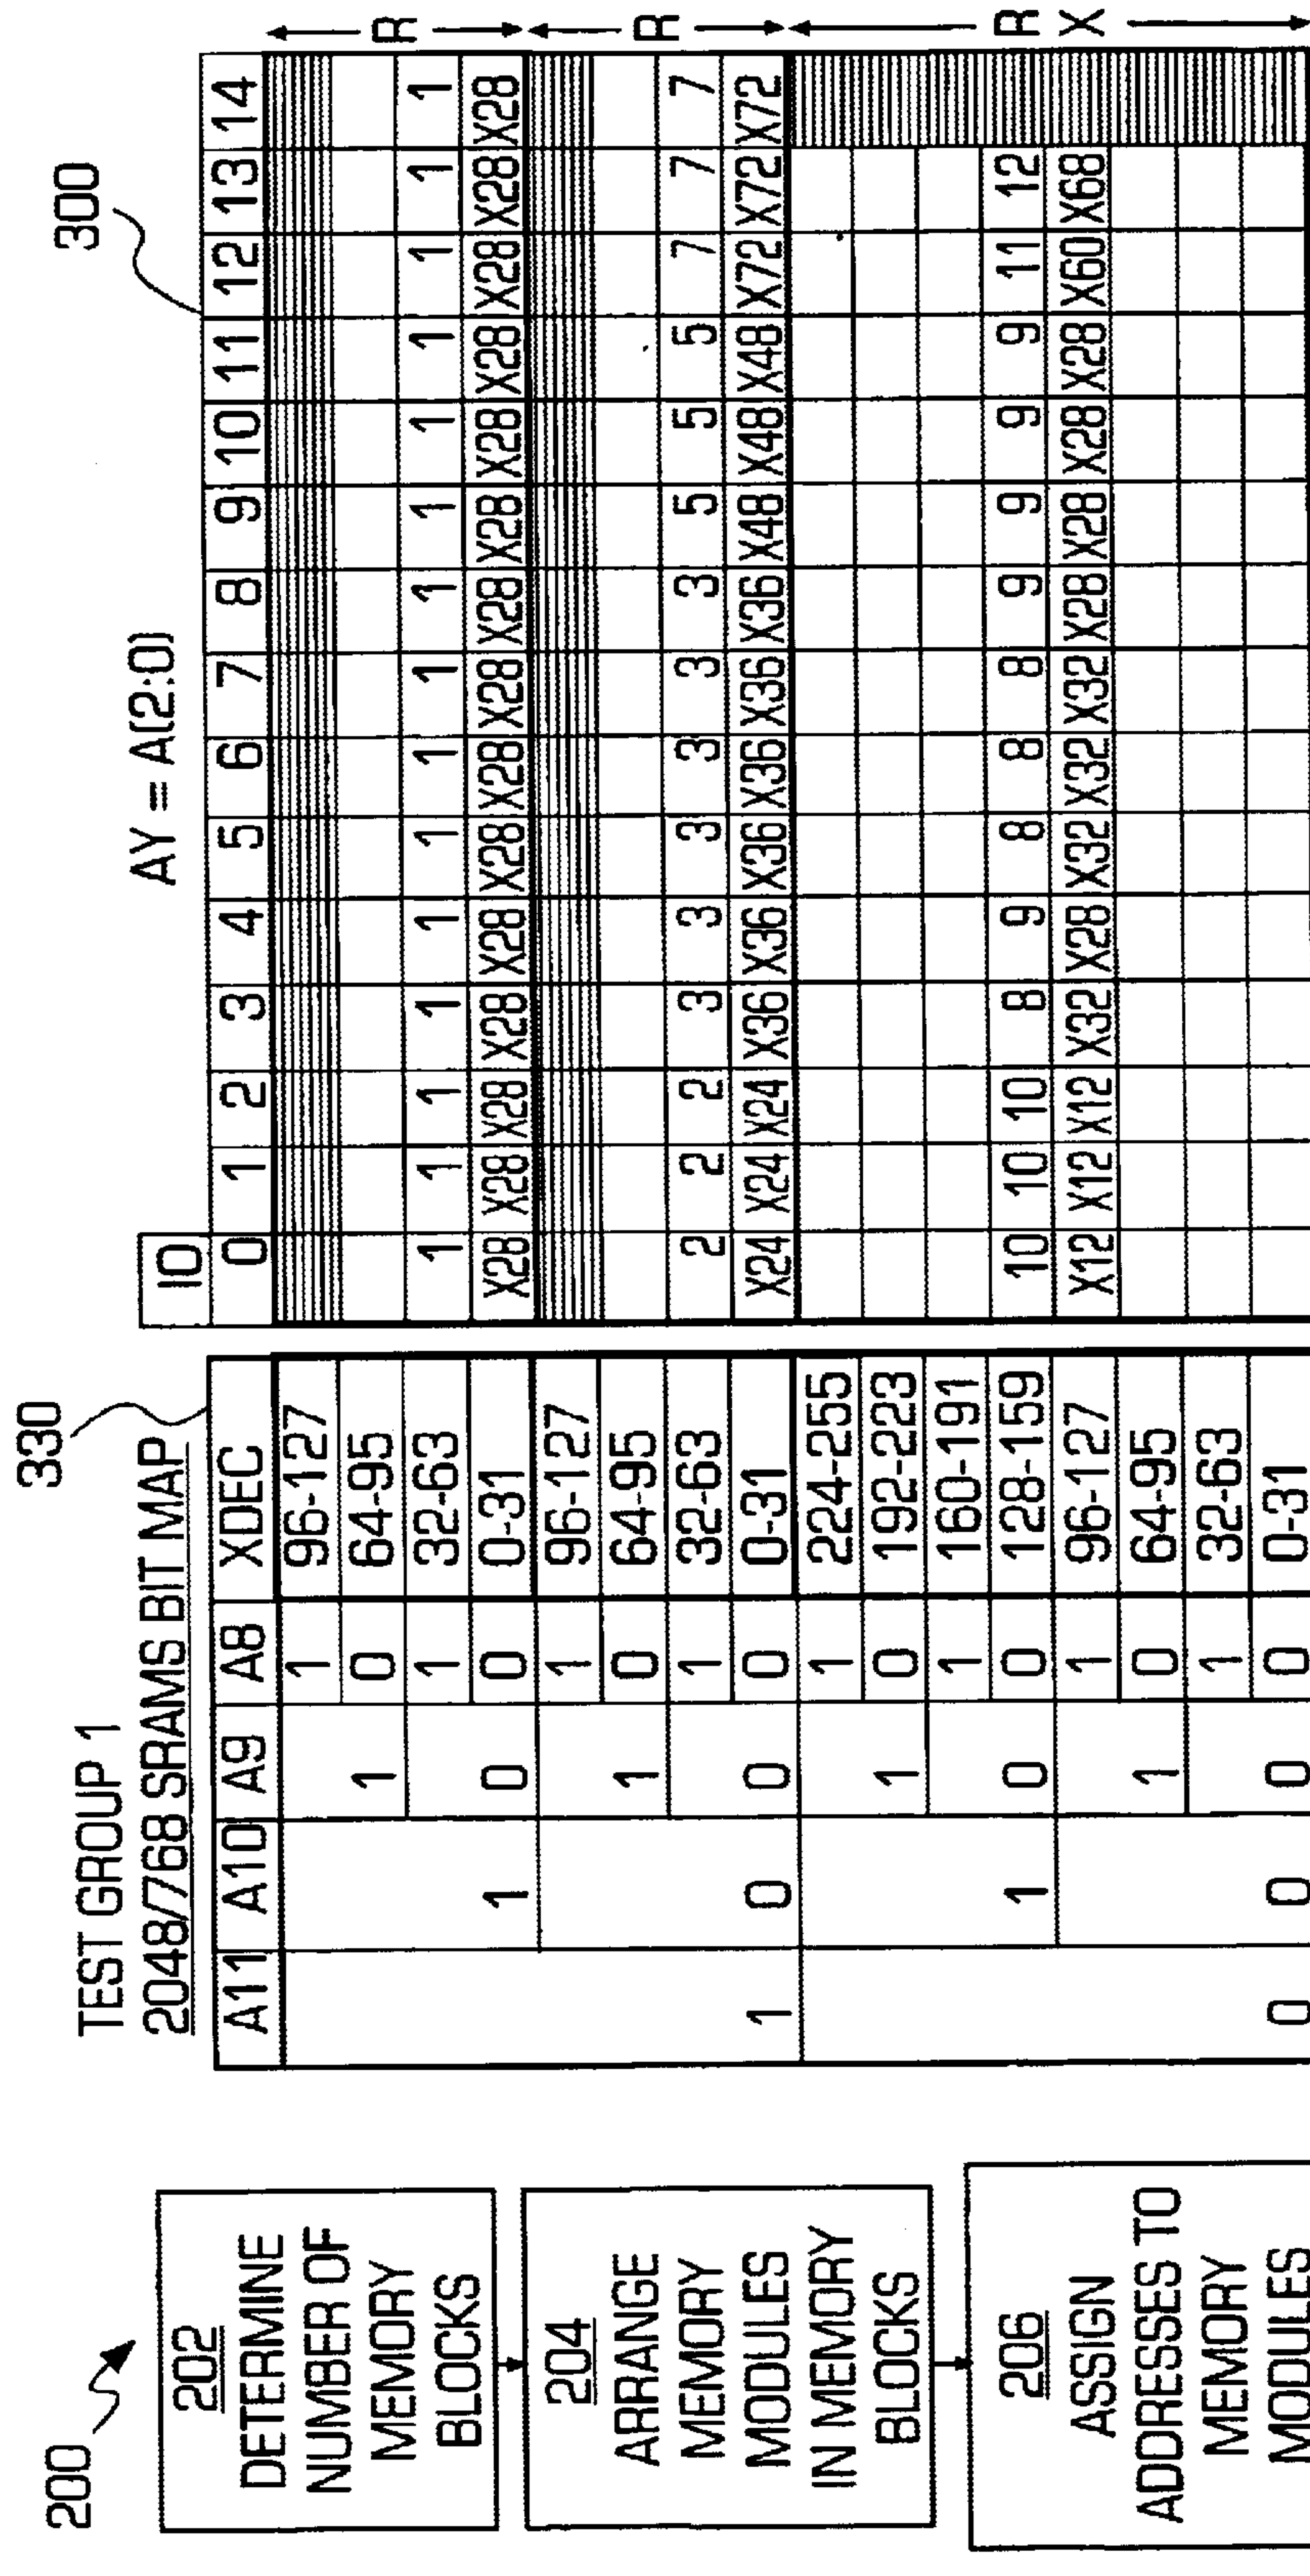 200
202
DETERMINE
NUMBER OF
MEMORY
BLOCKS
204
ARRANGE
MEMORY
MODULES
IN MEMORY
BLOCKS
206
ASSIGN
ADDRESSES TO
MEMORY
MODULES
TEST GROUP 1
2048/768 SRAMS BIT MAP
330
300
AY = A(2:0)
IO
A11 A10 A9 A8 XDEC 0 1 2 3 4 5 6 7 8 9 10 11 12 13 14
1 96-127
1 0 64-95
1 32-63 1 1 1 1 1 1 1 1 1 1 1 1 1 1 1
1 0 0 0-31 X28 X28 X28 X28 X28 X28 X28 X28 X28 X28 X28 X28 X28 X28 X28
R
1 96-127
1 0 64-95
1 32-63 2 2 2 3 3 3 3 3 3 5 5 5 7 7 7
1 0 0 0 0-31 X24 X24 X24 X36 X36 X36 X36 X36 X36 X48 X48 X48 X72 X72 X72
R
1 224-255
1 0 192-223
1 160-191
1 0 0 128-159 10 10 10 8 9 8 8 8 9 9 9 9 11 12
R
1 96-127 X12 X12 X12 X32 X28 X32 X32 X32 X28 X28 X28 X28 X60 X68
X
1 0 64-95
1 32-63
0 0 0 0 0-31